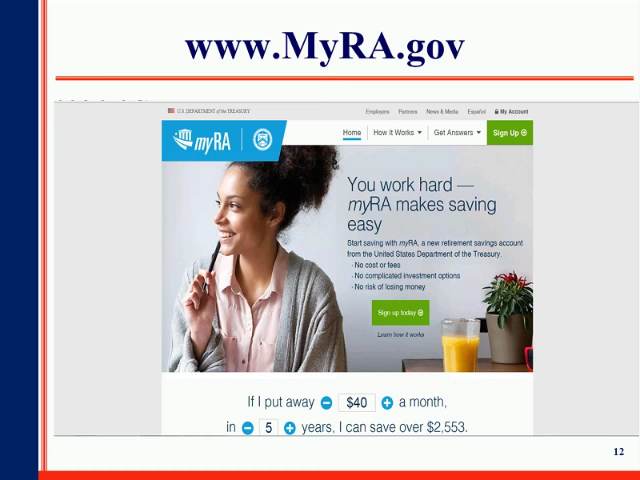 www.MyRA.gov
U.S. DEPARTMENT of the TREASURY
Employers Partners News & Media Español My Account
myRA
Home How It Works Get Answers Sign Up
You work hard —
myRA makes saving
easy
Start saving with myRA, a new retirement savings account
from the United States Department of the Treasury.
· No cost or fees
· No complicated investment options
· No risk of losing money
Sign up today
Learn how it works
If I put away $40 a month,
in 5 years, I can save over $2,553.
12